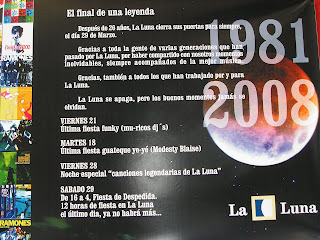 El final de una leyenda
Después de 28 años, La Luna cierra sus puertas para siempre,
el día 29 de Marzo.
Gracias a toda la gente de varias generaciones que han
pasado por La Luna, por haber compartido con nosotros momentos
inolvidables, siempre acompañados de la mejor música.
Gracias, también a todos los que han trabajado por y para
La Luna.
La Luna se apaga, pero los buenos momentos jamás se
olvidan.
1981
2008
VIERNES 21
Última fiesta funky (mu-ricos dj´s)
MARTES 18
Última fiesta guateque ye-yé (Modesty Blaise)
VIERNES 28
Noche especial "canciones legendarias de La Luna"
SABADO 29
De 16 a 4, Fiesta de Despedida.
12 horas de fiesta en La Luna
el último día, ya no habrá más...
La Luna
RAMONES